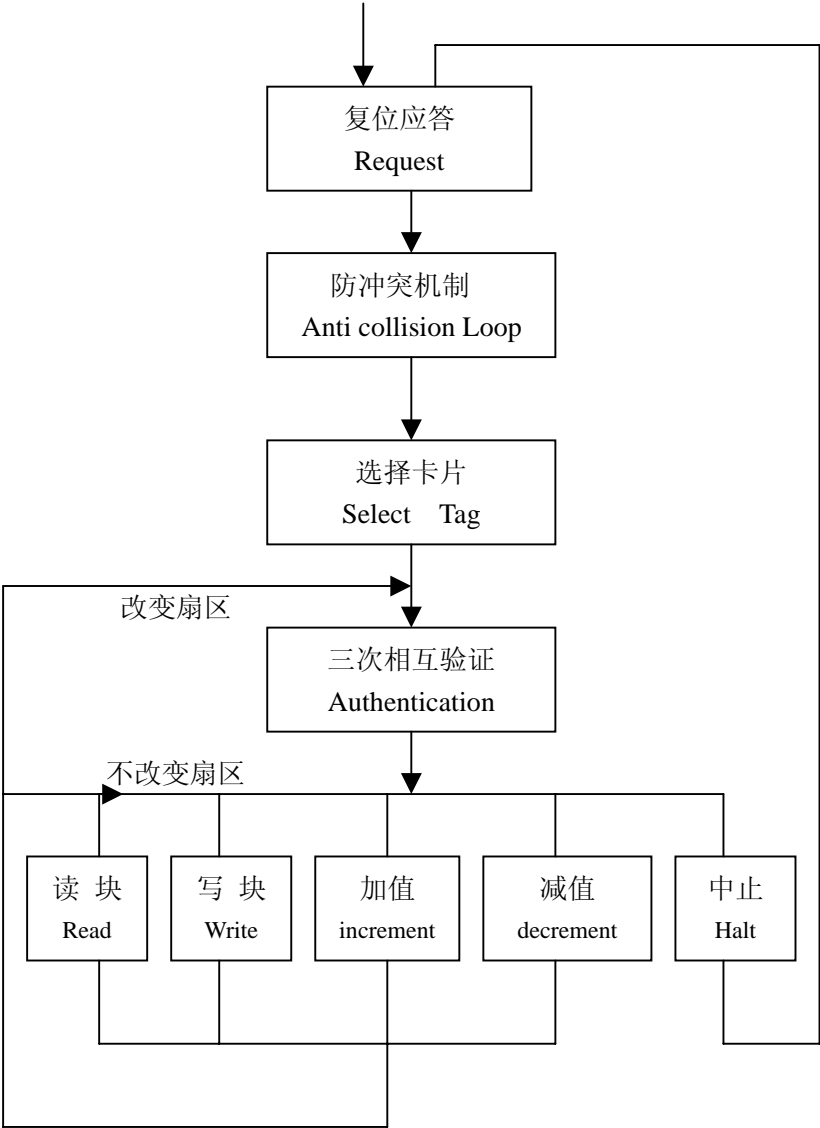 复位应答
Request
防冲突机制
Anti collision Loop
选择卡片
Select Tag
改变扇区
三次相互验证
Authentication
不改变扇区
读 块
Read
写 块
Write
加值
increment
减值
decrement
中止
Halt